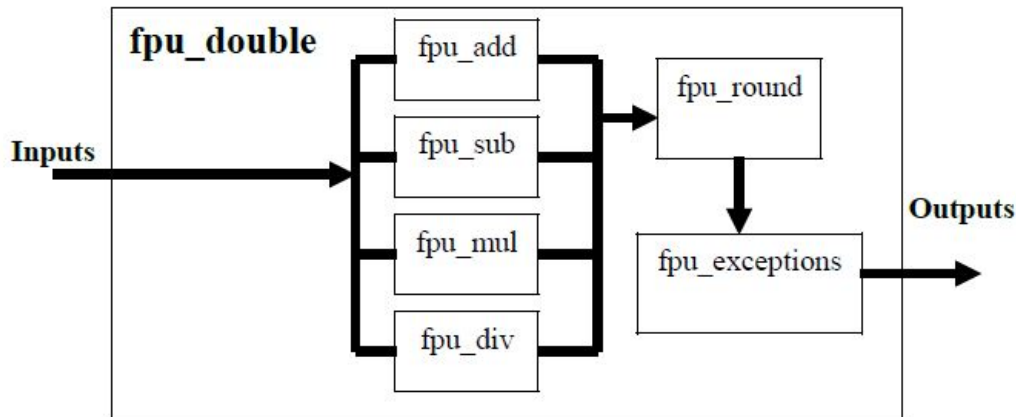 fpu_double
fpu_add
fpu_sub
fpu_mul
fpu_div
fpu_round
fpu_exceptions
Inputs
Outputs